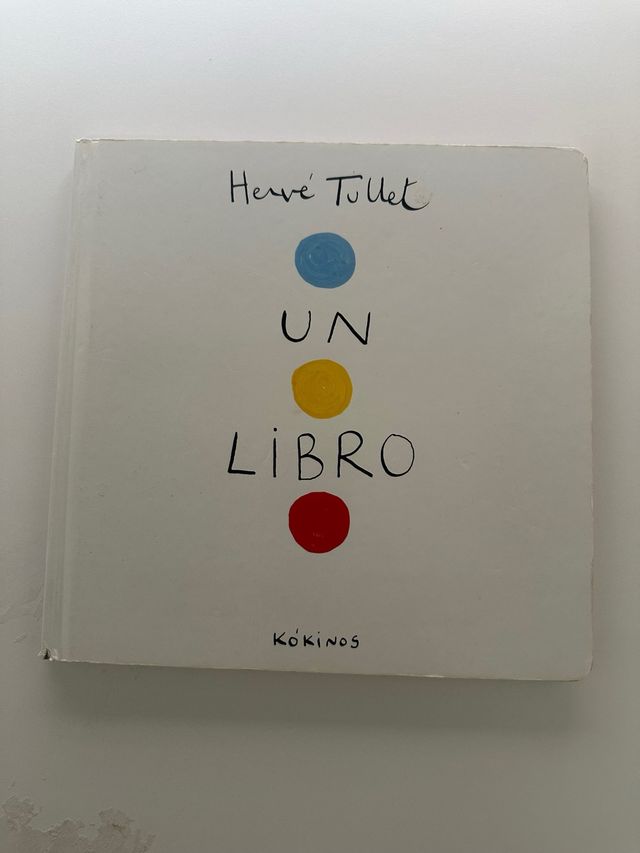 Hervé Tullet
UN
LiBRO
KÓKiNOS